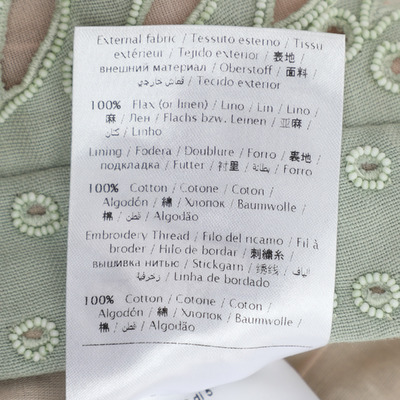 External fabric / Tessuto esterno / Tissu
extérieur / Tejido exterior / 表地 /
внешний материал / Oberstoff / 面料 /
قماش خارجي / Tecido exterior
100% Flax (or linen) / Lino / Lin / Lino /
麻 / Лен / Flachs bzw. Leinen / 亚麻
/ كتان / Linho
Lining / Fodera / Doublure / Forro / 裏地 /
подкладка / Futter / 衬里 / بطانة / Forro
100% Cotton / Cotone / Coton /
Algodón / 綿 / Хлопок / Baumwolle /
棉 / قطن / Algodão
Embroidery Thread / Filo del ricamo / Fil à
broder / Hilo de bordar / 刺繍糸 /
вышивка нитью / Stickgarn / 绣线 / ألياف
زخرفية / Linha de bordado
100% Cotton / Cotone / Coton /
Algodón / 綿 / Хлопок / Baumwolle /
棉 / قطن / Algodão